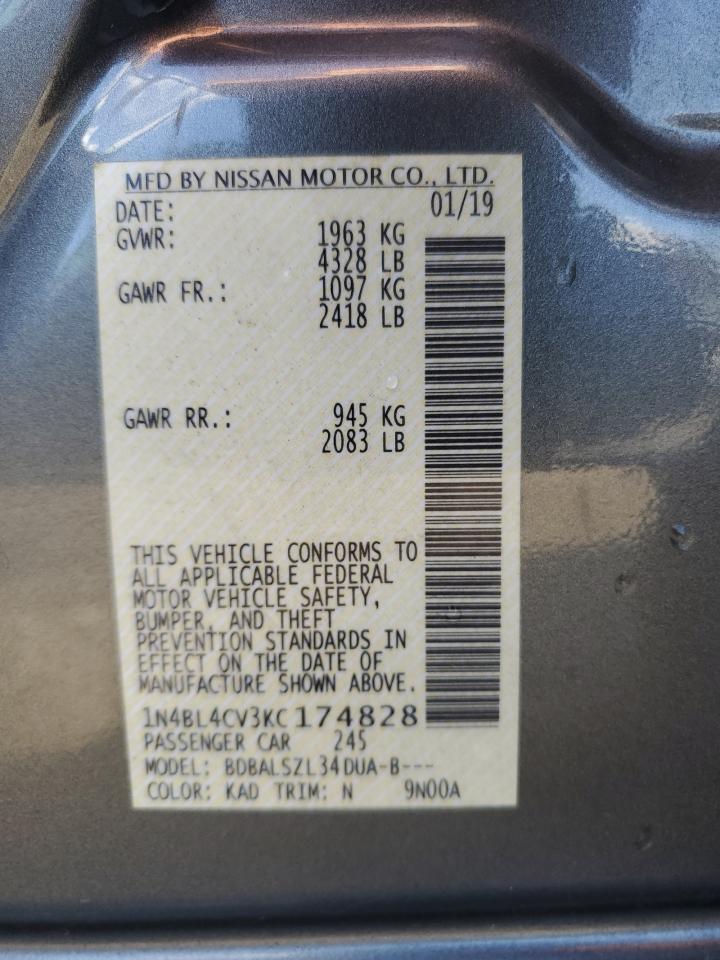 MFD BY NISSAN MOTOR CO., LTD.
DATE: 01/19
GVWR: 1963 KG
4328 LB
GAWR FR.: 1097 KG
2418 LB
GAWR RR.: 945 KG
2083 LB
THIS VEHICLE CONFORMS TO
ALL APPLICABLE FEDERAL
MOTOR VEHICLE SAFETY,
BUMPER, AND THEFT
PREVENTION STANDARDS IN
EFFECT ON THE DATE OF
MANUFACTURE SHOWN ABOVE.
1N4BL4CV3KC174828
PASSENGER CAR 245
MODEL: BDBALSZL34DUA-B---
COLOR: KAD TRIM: N 9N00A